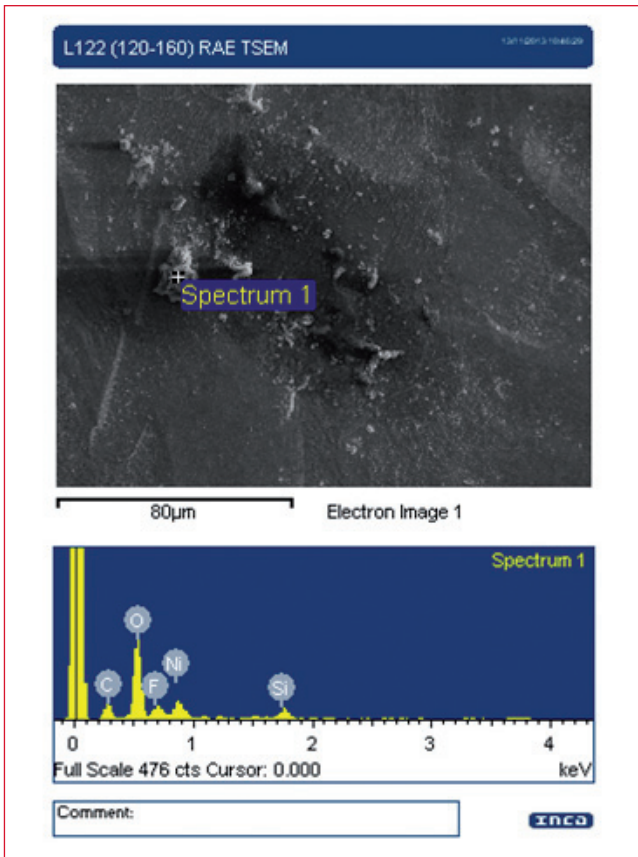 L122 (120-160) RAE TSEM
Spectrum 1
80µm
Electron Image 1
Spectrum 1
O
Ni
C
F
Si
0 1 2 3 4
Full Scale 476 cts Cursor: 0.000
keV
Comment:
INCA